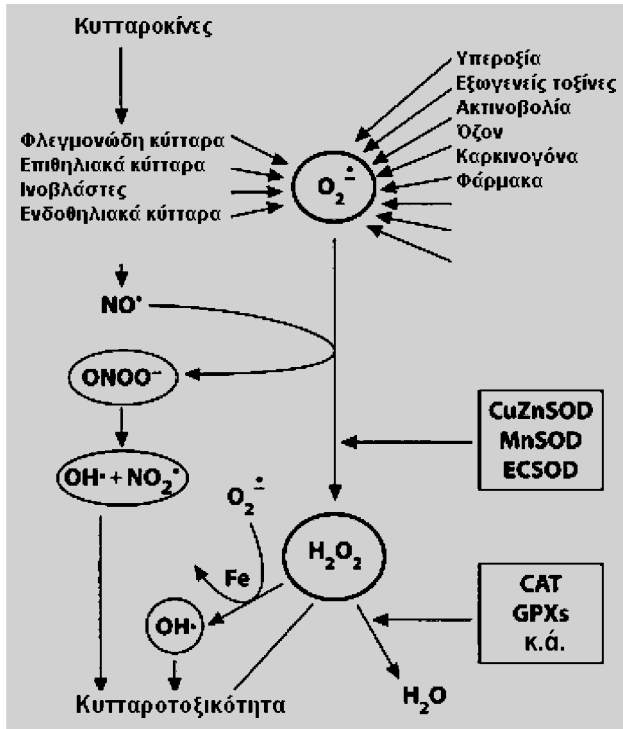 Κυτταροκίνες
Υπεροξία
Εξωγενείς τοξίνες
Ακτινοβολία
Όζον
Καρκινογόνα
Φάρμακα
Φλεγμονώδη κύτταρα
Επιθηλιακά κύτταρα
Ινοβλάστες
Ενδοθηλιακά κύτταρα
O₂•−
NO•
ONOO−
OH• + NO₂•
CuZnSOD
MnSOD
ECSOD
O₂•−
H₂O₂
Fe
OH•
CAT
GPXs
κ.ά.
H₂O
Κυτταροτοξικότητα